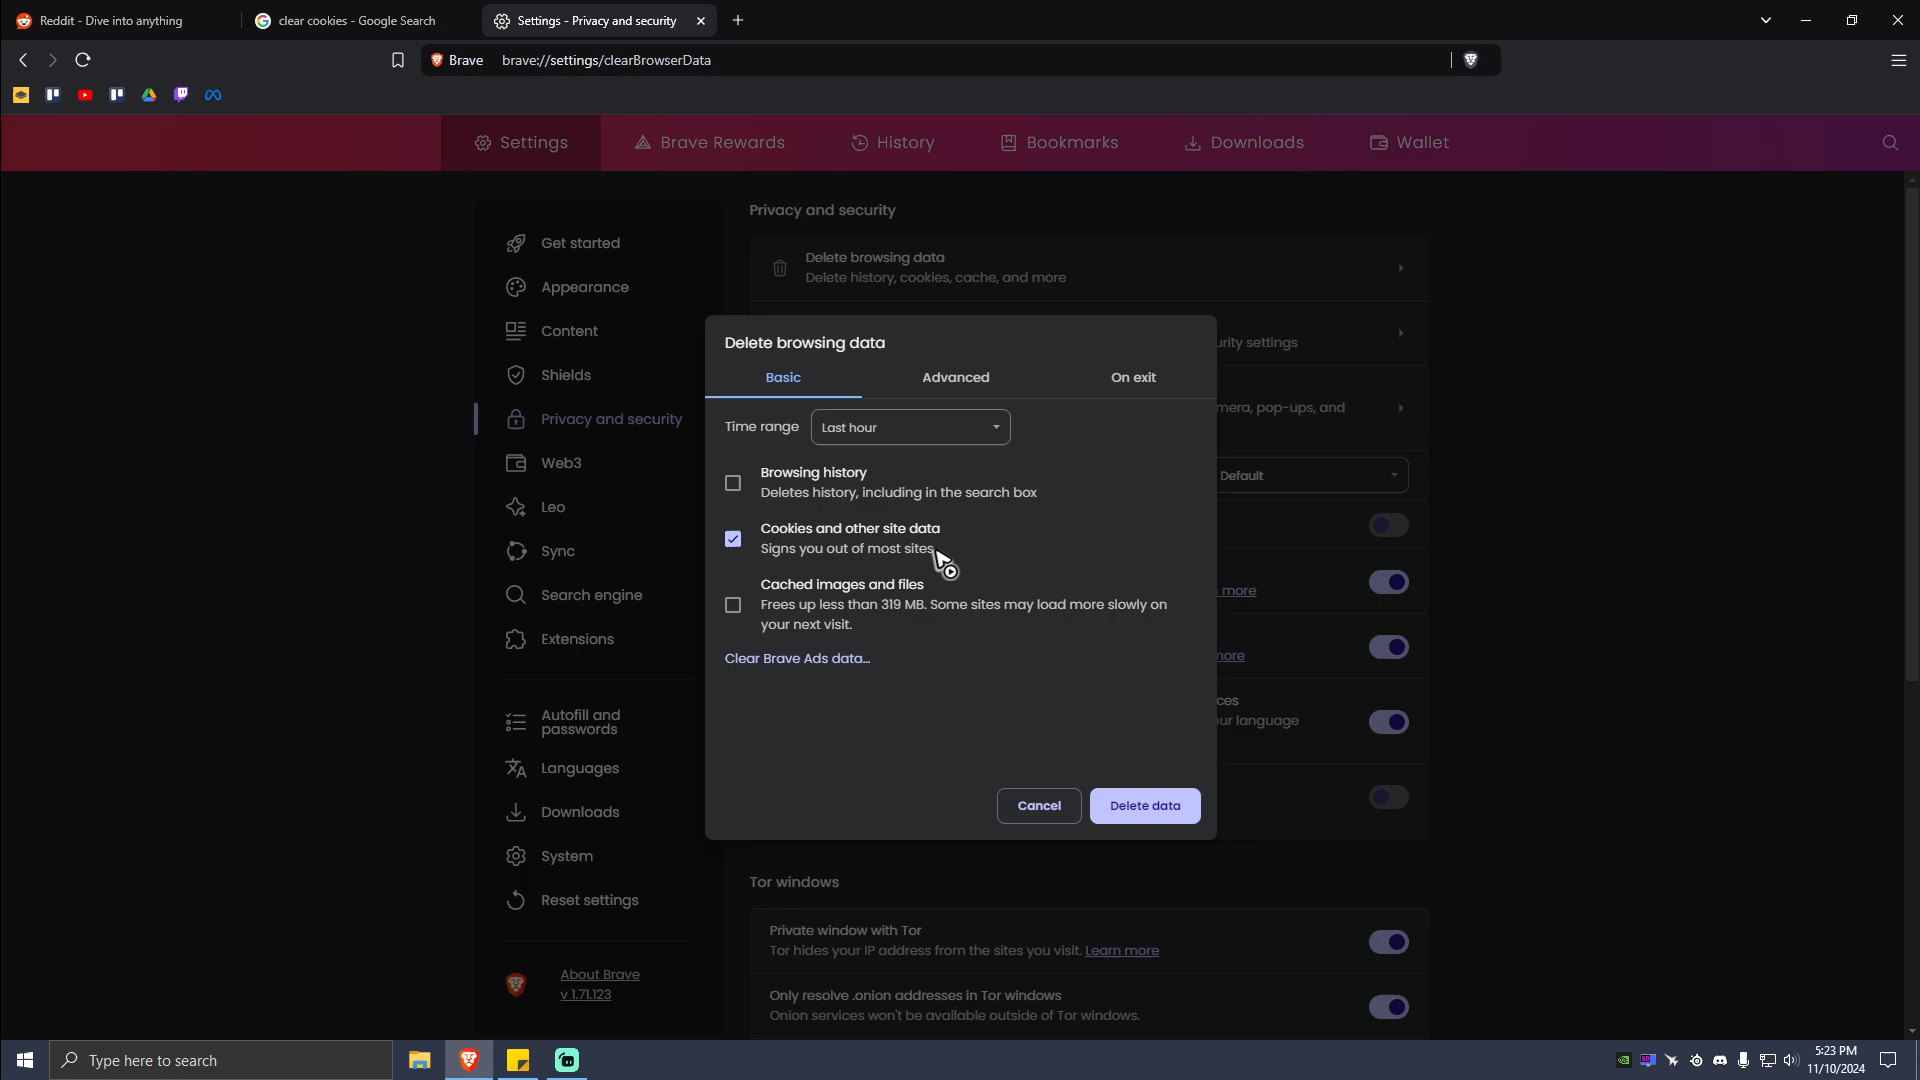 Reddit - Dive into anything
clear cookies - Google Search
Settings - Privacy and security
Brave
brave://settings/clearBrowserData
Settings
Brave Rewards
History
Bookmarks
Downloads
Wallet
Get started
Appearance
Content
Shields
Privacy and security
Web3
Leo
Sync
Search engine
Extensions
Autofill and
passwords
Languages
Downloads
System
Reset settings
About Brave
v 1.71.123
Privacy and security
Delete browsing data
Delete history, cookies, cache, and more
urity settings
mera, pop-ups, and
Default
more
more
ces
ur language
Delete browsing data
Basic
Advanced
On exit
Time range
Last hour
Browsing history
Deletes history, including in the search box
Cookies and other site data
Signs you out of most sites
Cached images and files
Frees up less than 319 MB. Some sites may load more slowly on
your next visit.
Clear Brave Ads data...
Cancel
Delete data
Tor windows
Private window with Tor
Tor hides your IP address from the sites you visit. Learn more
Only resolve .onion addresses in Tor windows
Onion services won't be available outside of Tor windows.
Type here to search
5:23 PM
11/10/2024